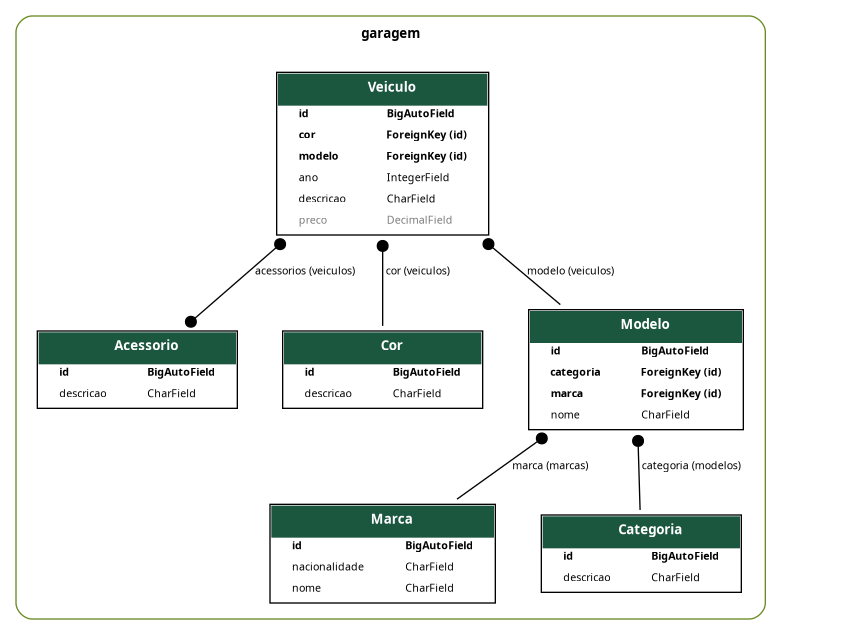 garagem
Veiculo
id BigAutoField
cor ForeignKey (id)
modelo ForeignKey (id)
ano IntegerField
descricao CharField
preco DecimalField
acessorios (veiculos)
cor (veiculos)
modelo (veiculos)
Acessorio
id BigAutoField
descricao CharField
Cor
id BigAutoField
descricao CharField
Modelo
id BigAutoField
categoria ForeignKey (id)
marca ForeignKey (id)
nome CharField
marca (marcas)
categoria (modelos)
Marca
id BigAutoField
nacionalidade CharField
nome CharField
Categoria
id BigAutoField
descricao CharField